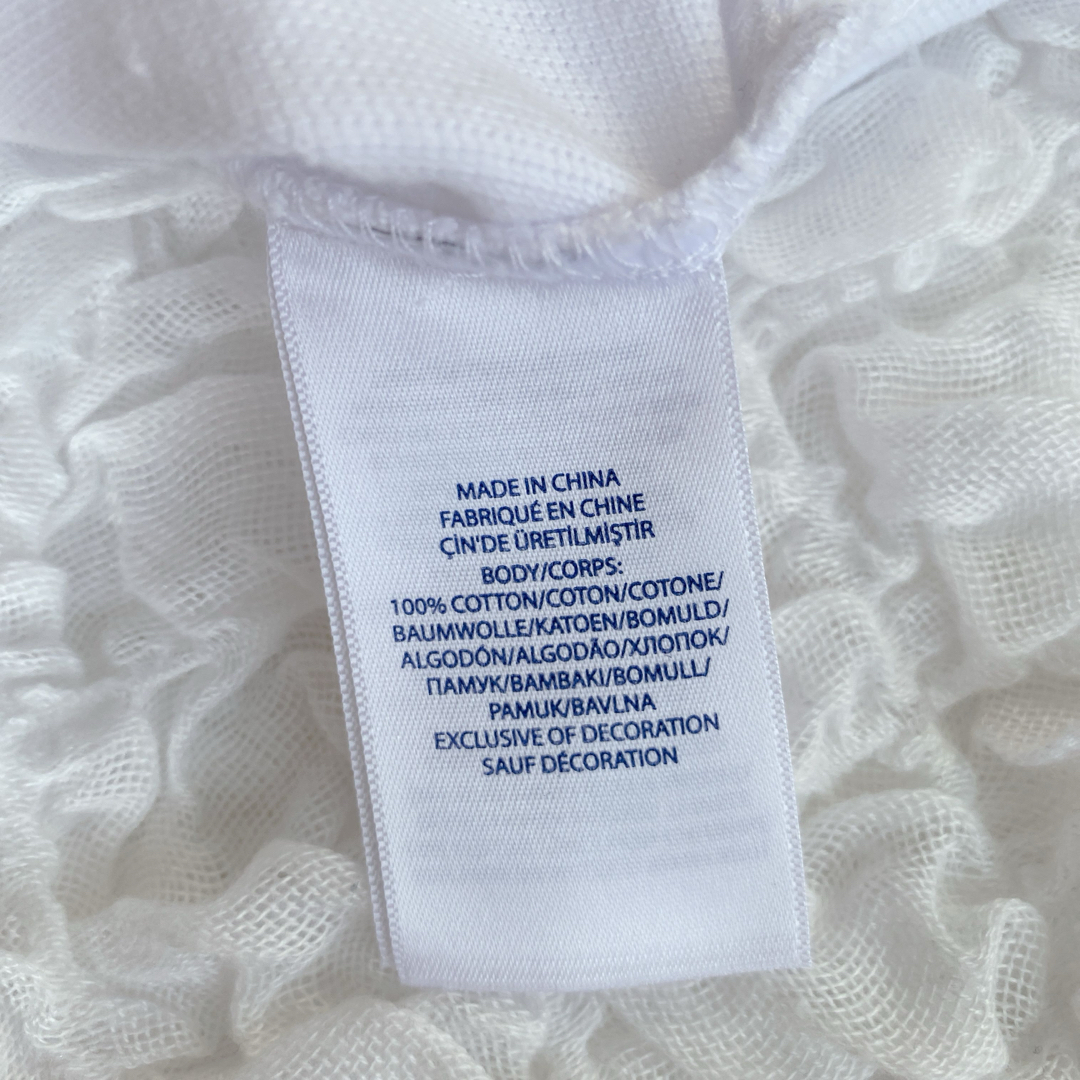 MADE IN CHINA
FABRIQUÉ EN CHINE
ÇİN'DE ÜRETİLMİŞTİR
BODY/CORPS:
100% COTTON/COTON/COTONE/
BAUMWOLLE/KATOEN/BOMULD/
ALGODÓN/ALGODÃO/ХЛОПОК/
ПАМУК/BAMBAKI/BOMULL/
PAMUK/BAVLNA
EXCLUSIVE OF DECORATION
SAUF DÉCORATION